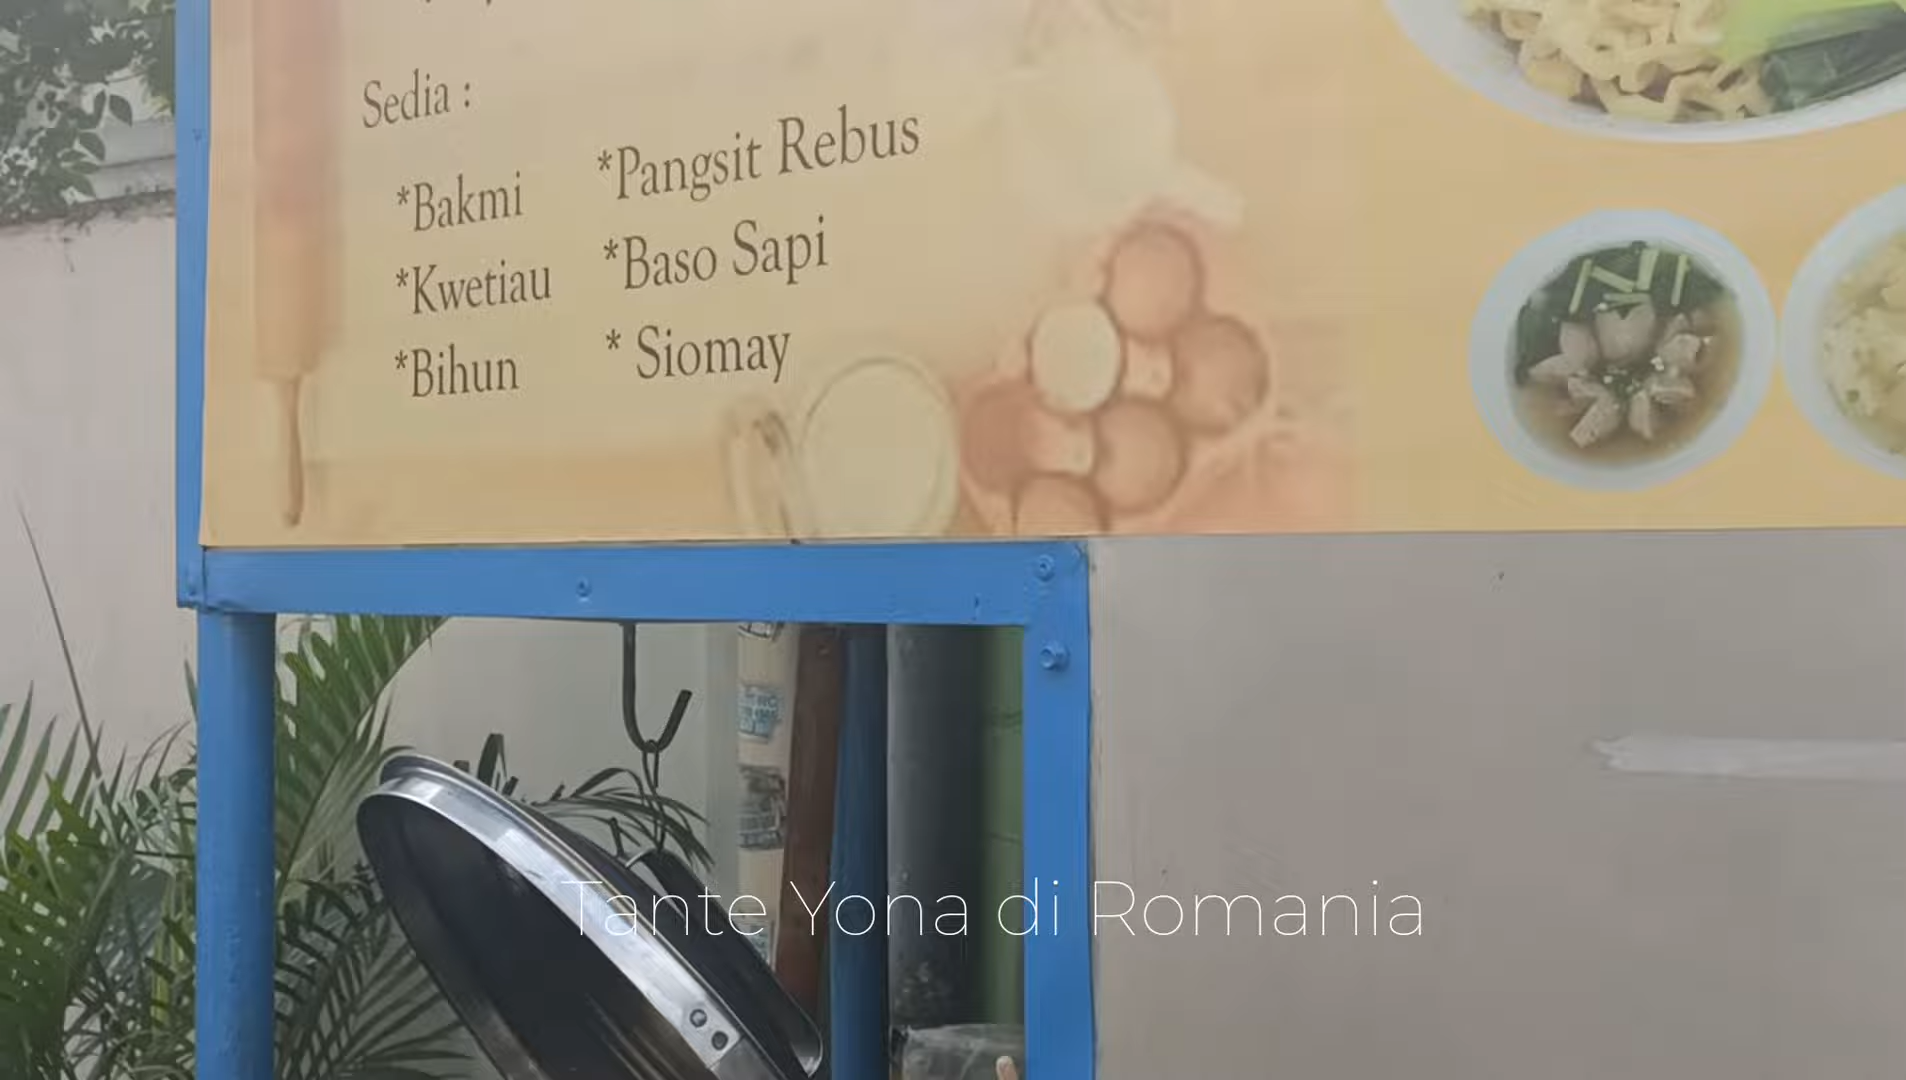 Sedia :
*Bakmi
*Kwetiau
*Bihun
*Pangsit Rebus
*Baso Sapi
* Siomay
Tante Yona di Romania